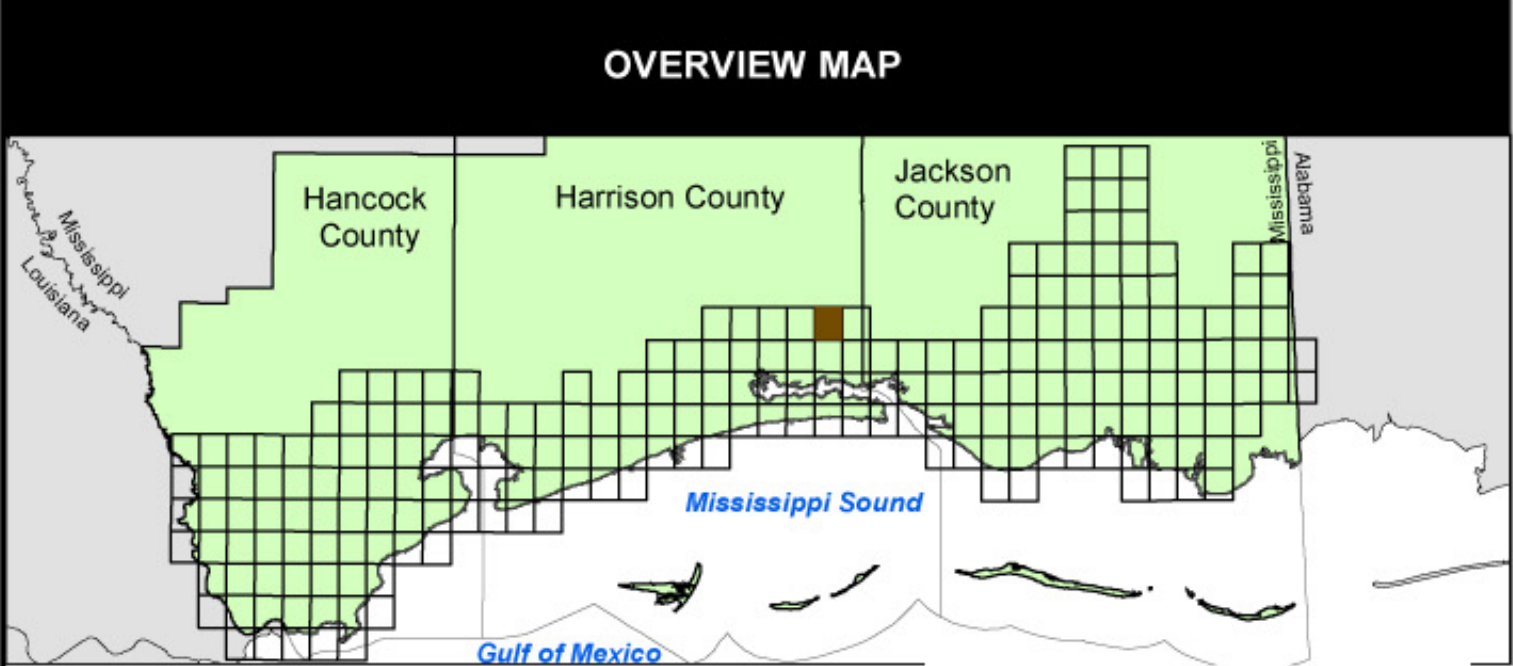 OVERVIEW MAP
Hancock
County
Harrison County
Jackson
County
Mississippi
Alabama
Mississippi
Louisiana
Mississippi Sound
Gulf of Mexico